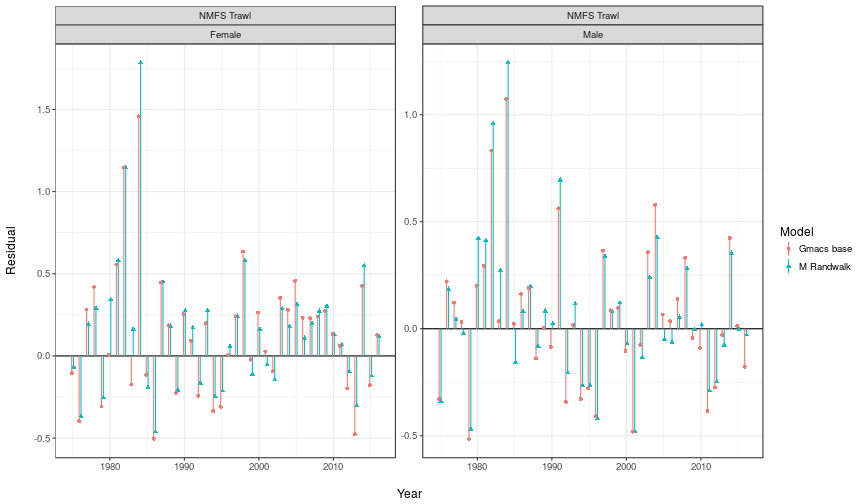 NMFS Trawl
NMFS Trawl
Female
Male
1.5
1.0
0.5
0.0
-0.5
1.0
0.5
0.0
-0.5
1980
1990
2000
2010
1980
1990
2000
2010
Residual
Year
Model
Gmacs base
M Randwalk